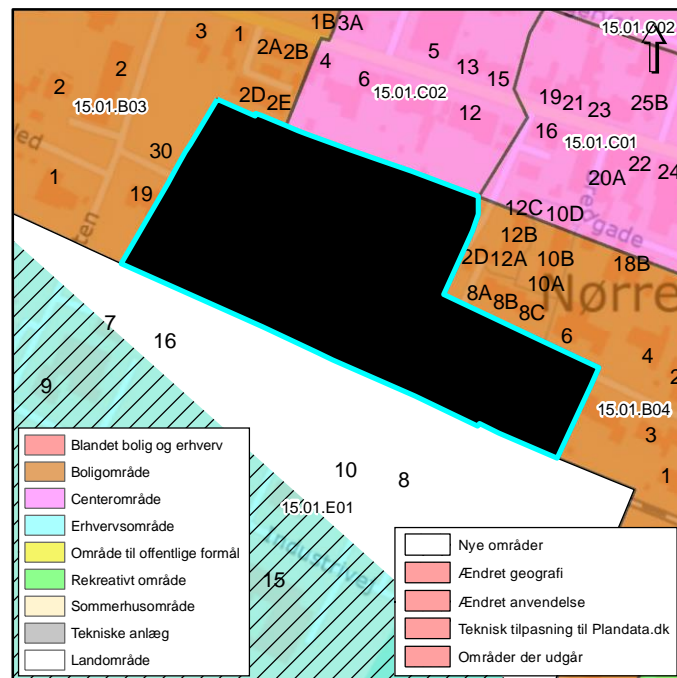 1B 3A
15.01.O02
3 1 2A 2B
4 5 13 15
2 2 6
15.01.B03 15.01.C02
2D 2E 12
19 21 23 25B
16 15.01.C01
30
1 19
22 24
20A
12C 10D
12B
2D 12A 10B 18B
10A
8A 8B 8C
Nørre
7 16
6
4
2
9
15.01.B04
3
1
10 8
15.01.E01
Industrivej
15
Blandet bolig og erhverv
Boligområde
Centerområde
Erhvervsområde
Område til offentlige formål
Rekreativt område
Sommerhusområde
Tekniske anlæg
Landområde
Nye områder
Ændret geografi
Ændret anvendelse
Teknisk tilpasning til Plandata.dk
Områder der udgår